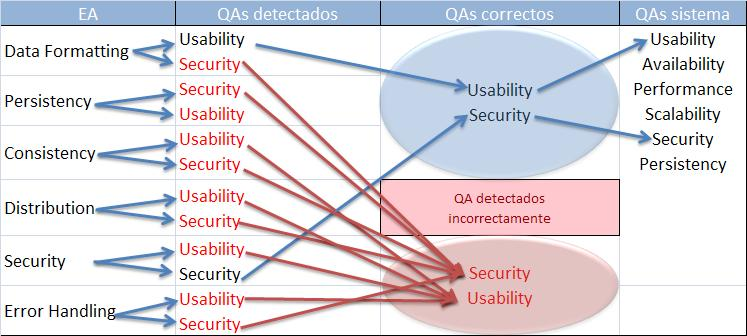 EA
QAs detectados
QAs correctos
QAs sistema
Data Formatting
Usability
Security
Persistency
Security
Usability
Consistency
Usability
Security
Distribution
Usability
Security
Security
Usability
Security
Error Handling
Usability
Security
Usability
Security
QA detectados
incorrectamente
Security
Usability
Usability
Availability
Performance
Scalability
Security
Persistency